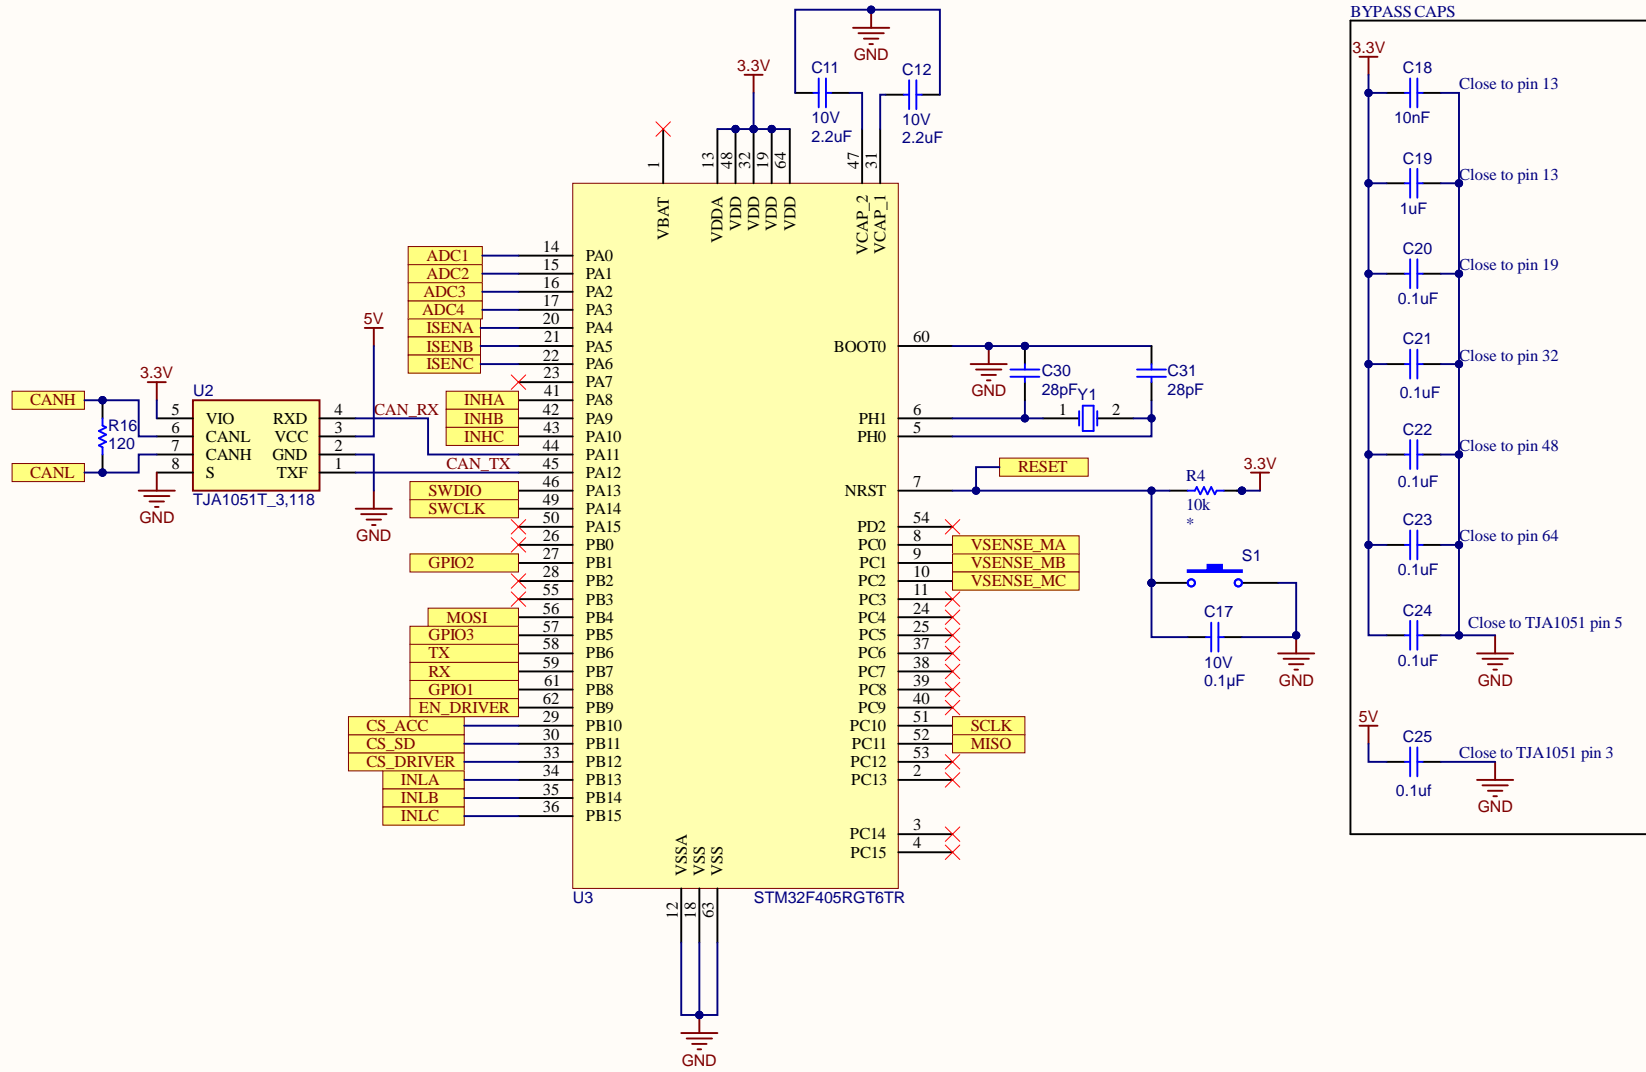 BYPASS CAPS
GND
3.3V
C11
10V
2.2uF
C12
10V
2.2uF
1
13
48
32
19
64
47
31
VBAT
VDDA
VDD
VDD
VDD
VDD
VCAP_2
VCAP_1
ADC1 14 PA0
ADC2 15 PA1
ADC3 16 PA2
ADC4 17 PA3
ISENA 20 PA4
ISENB 21 PA5
ISENC 22 PA6
23 PA7
INHA 41 PA8
INHB 42 PA9
INHC 43 PA10
44 PA11
CAN_TX 45 PA12
SWDIO 46 PA13
SWCLK 49 PA14
50 PA15
26 PB0
GPIO2 27 PB1
28 PB2
55 PB3
MOSI 56 PB4
GPIO3 57 PB5
TX 58 PB6
RX 59 PB7
GPIO1 61 PB8
EN_DRIVER 62 PB9
CS_ACC 29 PB10
CS_SD 30 PB11
CS_DRIVER 33 PB12
INLA 34 PB13
INLB 35 PB14
INLC 36 PB15
5V
3.3V
U2
CANH
CANL
R16
120
5 VIO RXD 4 CAN_RX
6 CANL VCC 3
7 CANH GND 2
8 S TXF 1
TJA1051T_3,118
GND
GND
BOOT0 60
PH1 6
PH0 5
NRST 7
PD2 54
PC0 8 VSENSE_MA
PC1 9 VSENSE_MB
PC2 10 VSENSE_MC
PC3 11
PC4 24
PC5 25
PC6 37
PC7 38
PC8 39
PC9 40
PC10 51 SCLK
PC11 52 MISO
PC12 53
PC13 2
PC14 3
PC15 4
GND
C30
28pF
C31
28pF
1 Y1 2
RESET
R4
10k
*
3.3V
S1
C17
10V
0.1µF
GND
VSSA
VSS
VSS
12
18
63
U3
STM32F405RGT6TR
GND
3.3V
C18
10nF
Close to pin 13
C19
1uF
Close to pin 13
C20
0.1uF
Close to pin 19
C21
0.1uF
Close to pin 32
C22
0.1uF
Close to pin 48
C23
0.1uF
Close to pin 64
C24
0.1uF
Close to TJA1051 pin 5
GND
5V
C25
0.1uf
Close to TJA1051 pin 3
GND